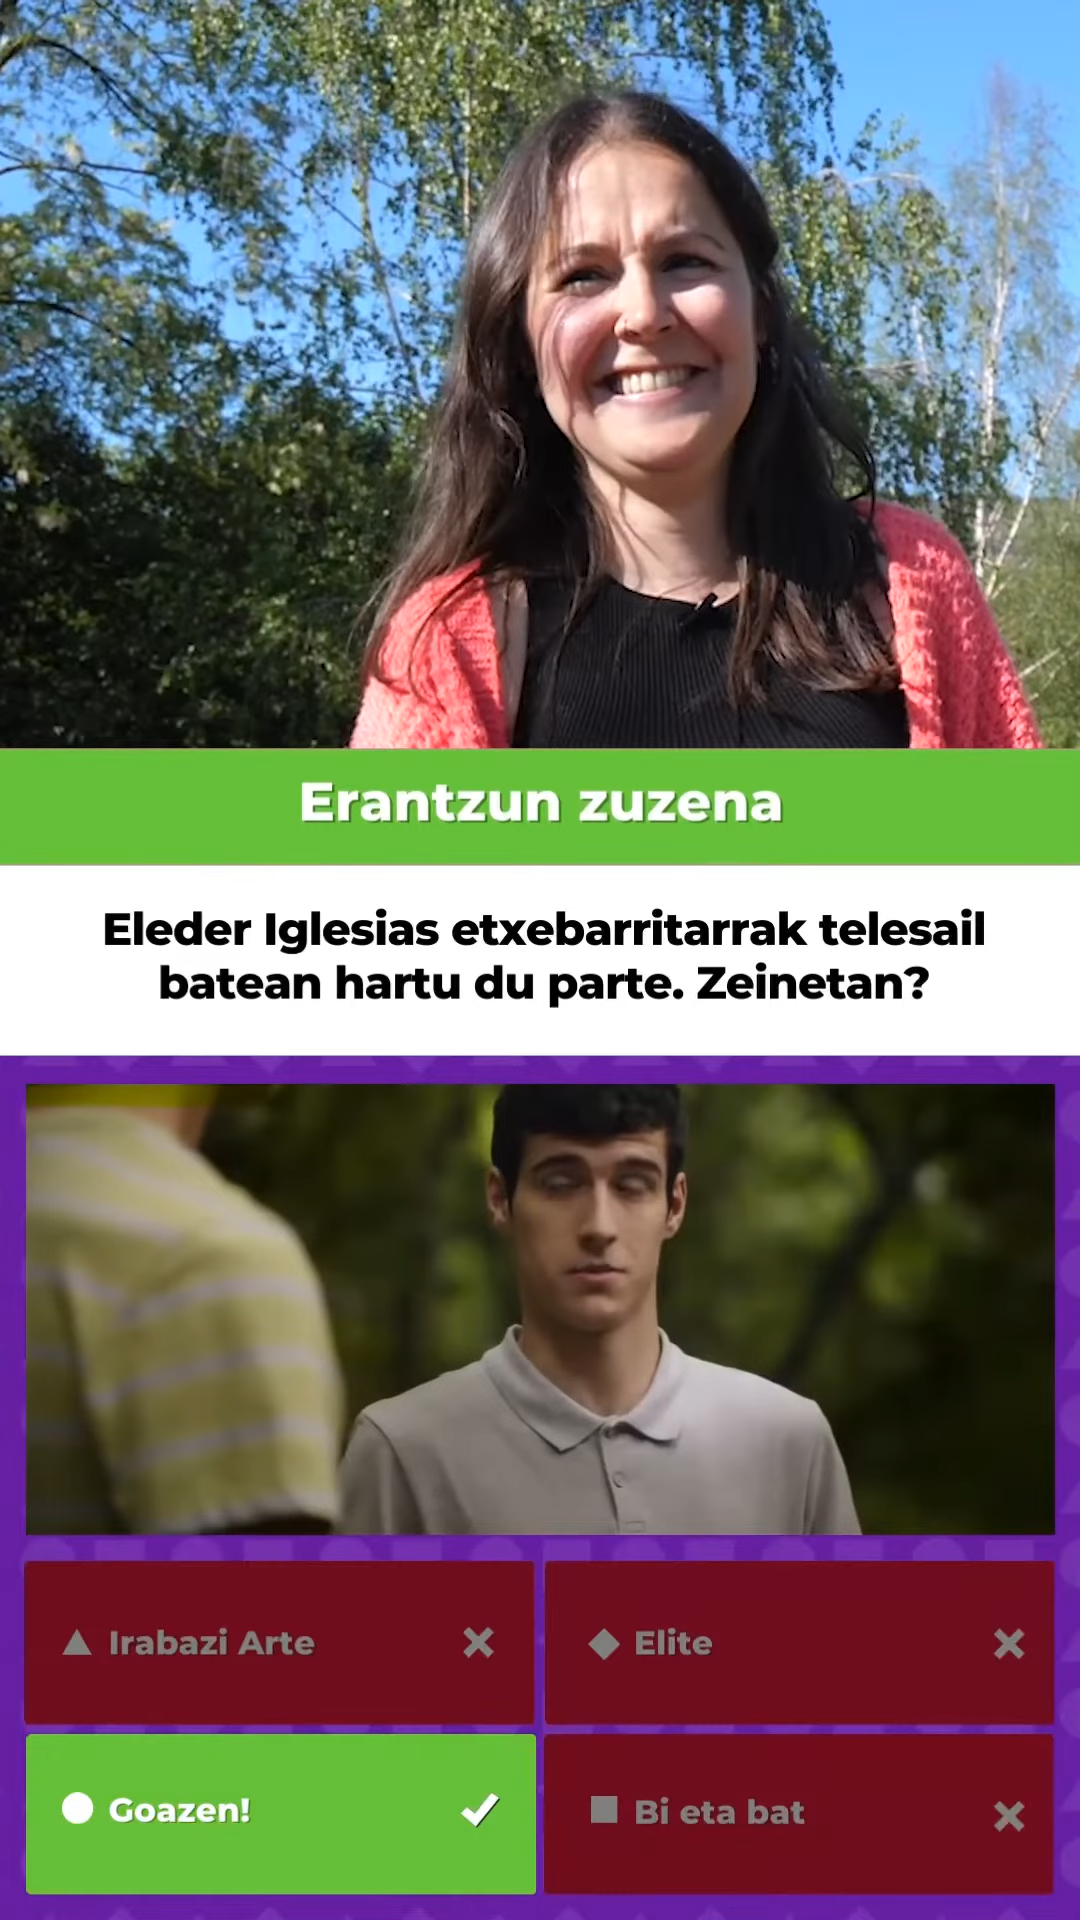 Erantzun zuzena
Eleder Iglesias etxebarritarrak telesail
batean hartu du parte. Zeinetan?
Irabazi Arte
Elite
Goazen!
Bi eta bat